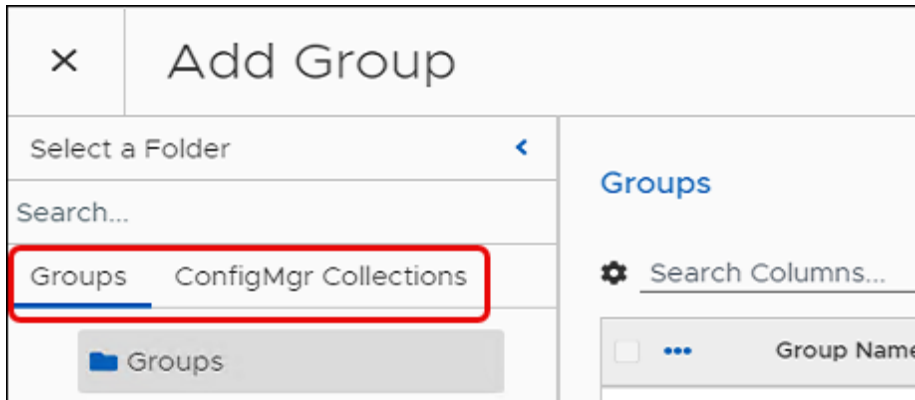 Add Group
Select a Folder
Search...
Groups ConfigMgr Collections
Groups
Groups
Search Columns...
Group Name